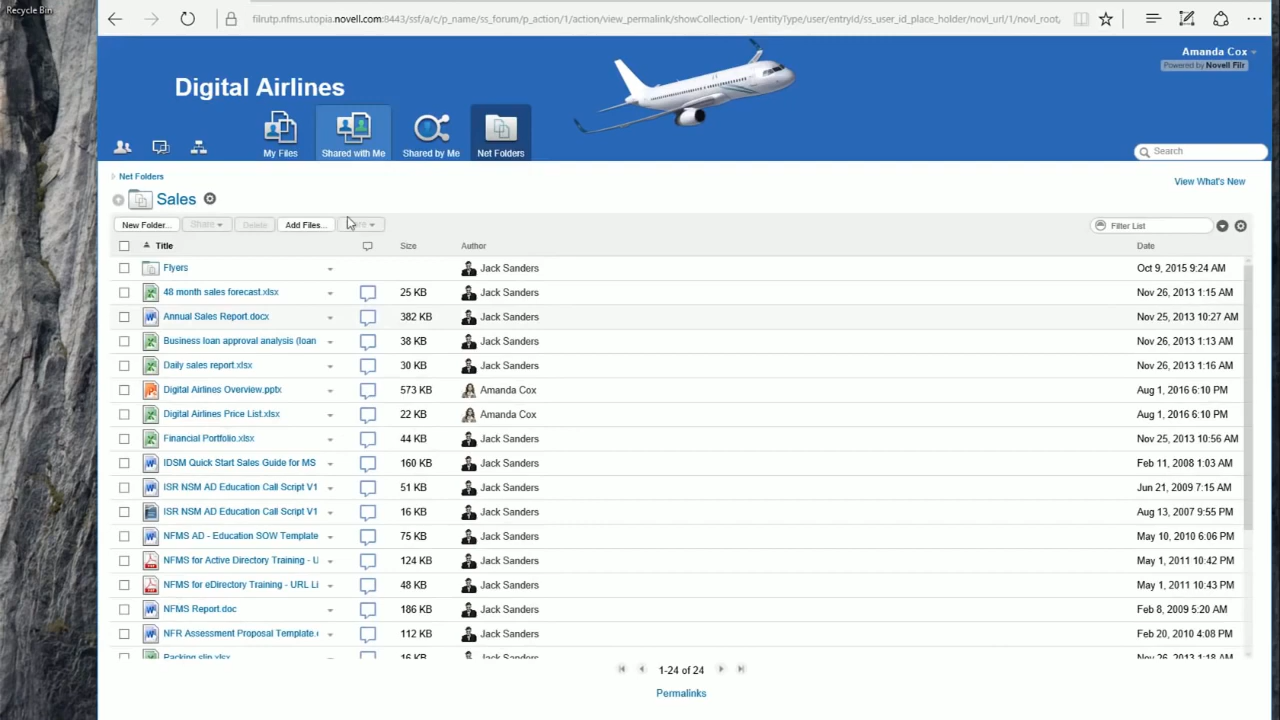 Recycle Bin
filrutp.nfms.utopia.novell.com:8443/ssf/a/c/p_name/ss_forum/p_action/1/action/view_permalink/showCollection/-1/entityType/user/entryId/ss_user_id_place_holder/novl_url/1/novl_root,
Amanda Cox
Powered by Novell Filr
Digital Airlines
My Files
Shared with Me
Shared by Me
Net Folders
Search
Net Folders
View What's New
Sales
New Folder...
Share
Delete
Add Files...
Filter List
Title
Size
Author
Date
Flyers Jack Sanders Oct 9, 2015 9:24 AM
48 month sales forecast.xlsx 25 KB Jack Sanders Nov 26, 2013 1:15 AM
Annual Sales Report.docx 382 KB Jack Sanders Nov 25, 2013 10:27 AM
Business loan approval analysis (loan 38 KB Jack Sanders Nov 26, 2013 1:13 AM
Daily sales report.xlsx 30 KB Jack Sanders Nov 26, 2013 1:16 AM
Digital Airlines Overview.pptx 573 KB Amanda Cox Aug 1, 2016 6:10 PM
Digital Airlines Price List.xlsx 22 KB Amanda Cox Aug 1, 2016 6:10 PM
Financial Portfolio.xlsx 44 KB Jack Sanders Nov 25, 2013 10:56 AM
IDSM Quick Start Sales Guide for MS 160 KB Jack Sanders Feb 11, 2008 1:03 AM
ISR NSM AD Education Call Script V1 51 KB Jack Sanders Jun 21, 2009 7:15 AM
ISR NSM AD Education Call Script V1 16 KB Jack Sanders Aug 13, 2007 9:55 PM
NFMS AD - Education SOW Template 75 KB Jack Sanders May 10, 2010 6:06 PM
NFMS for Active Directory Training - U 124 KB Jack Sanders May 1, 2011 10:42 PM
NFMS for eDirectory Training - URL Li 48 KB Jack Sanders May 1, 2011 10:43 PM
NFMS Report.doc 186 KB Jack Sanders Feb 8, 2009 5:20 AM
NFR Assessment Proposal Template. 112 KB Jack Sanders Feb 20, 2010 4:08 PM
Packing slip.xlsx 16 KB Jack Sanders Nov 26, 2013 1:18 AM
1-24 of 24
Permalinks